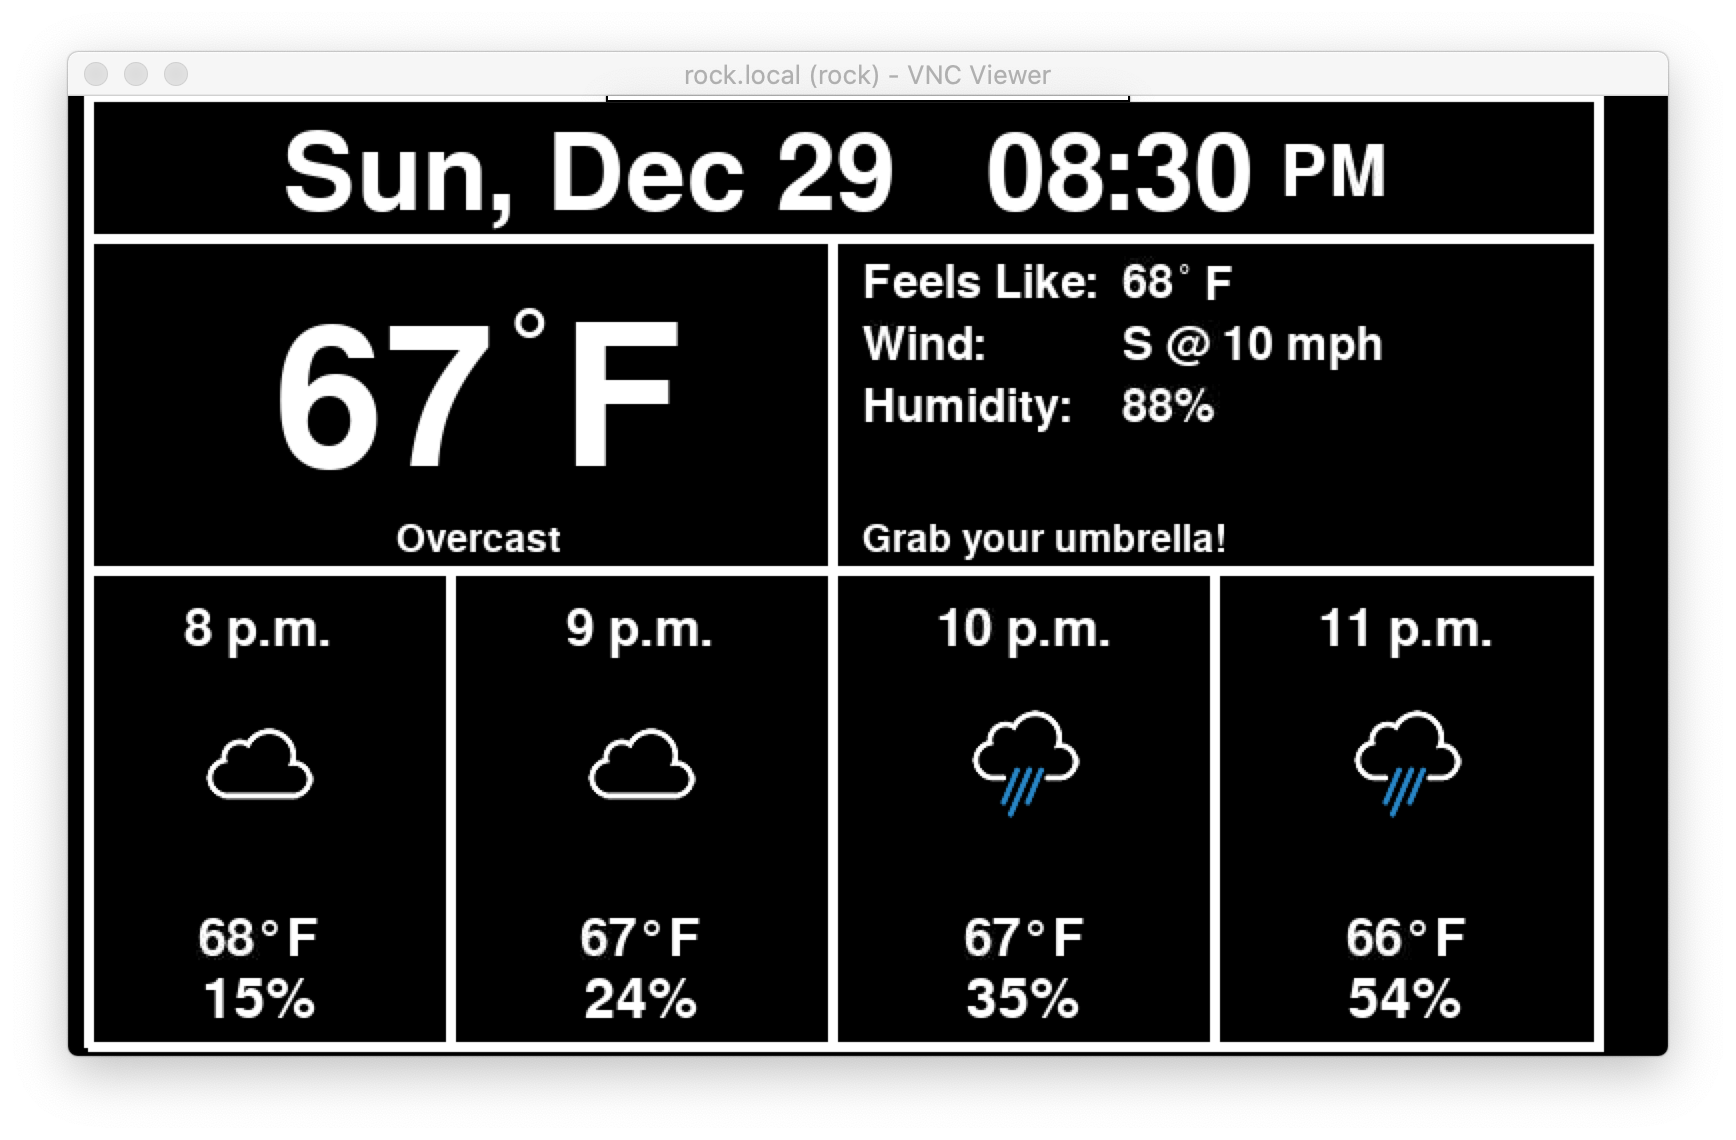 rock.local (rock) - VNC Viewer
Sun, Dec 29 08:30 PM
67°F
Overcast
Feels Like: 68° F
Wind: S @ 10 mph
Humidity: 88%
Grab your umbrella!
8 p.m. 9 p.m. 10 p.m. 11 p.m.
68°F 67°F 67°F 66°F
15% 24% 35% 54%